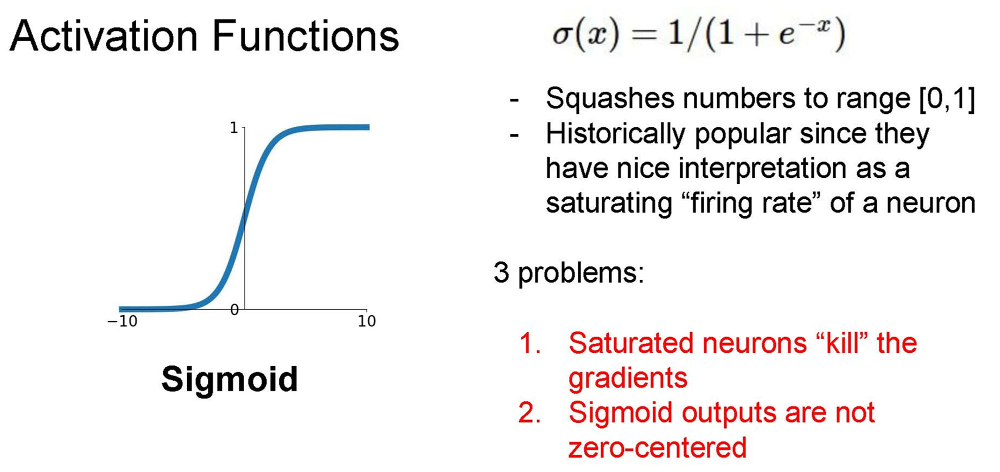 Activation Functions
σ(x) = 1/(1 + e⁻ˣ)
1
0
−10
10
Sigmoid
- Squashes numbers to range [0,1]
- Historically popular since they
have nice interpretation as a
saturating “firing rate” of a neuron
3 problems:
1. Saturated neurons “kill” the
gradients
2. Sigmoid outputs are not
zero-centered